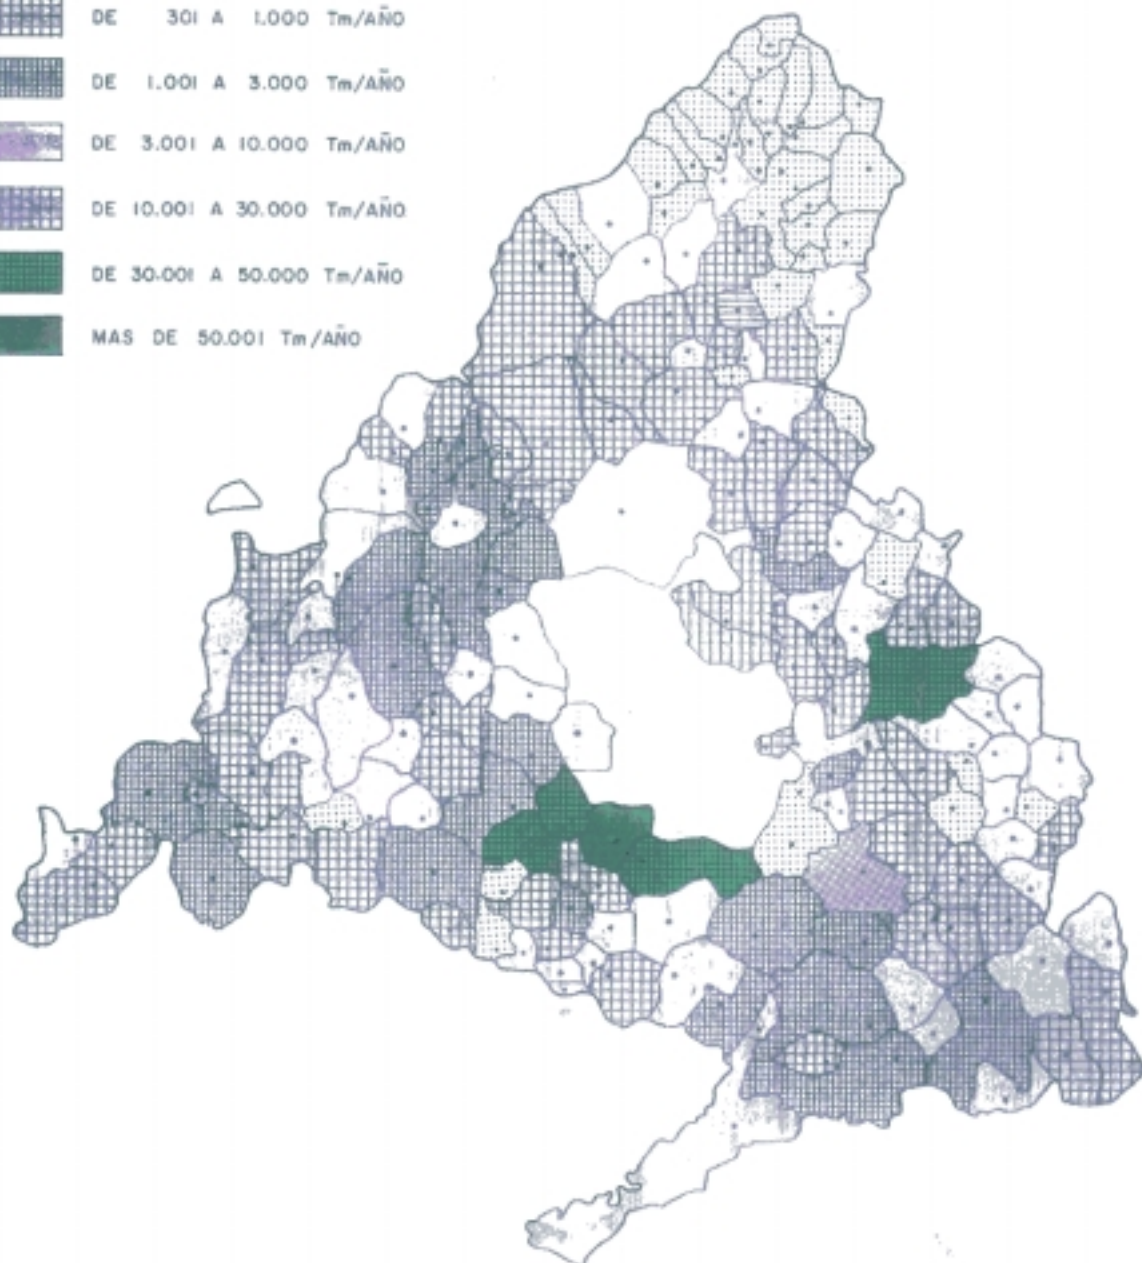 DE 301 A 1.000 Tm/AÑO
DE 1.001 A 3.000 Tm/AÑO
DE 3.001 A 10.000 Tm/AÑO
DE 10.001 A 30.000 Tm/AÑO
DE 30.001 A 50.000 Tm/AÑO
MAS DE 50.001 Tm/AÑO